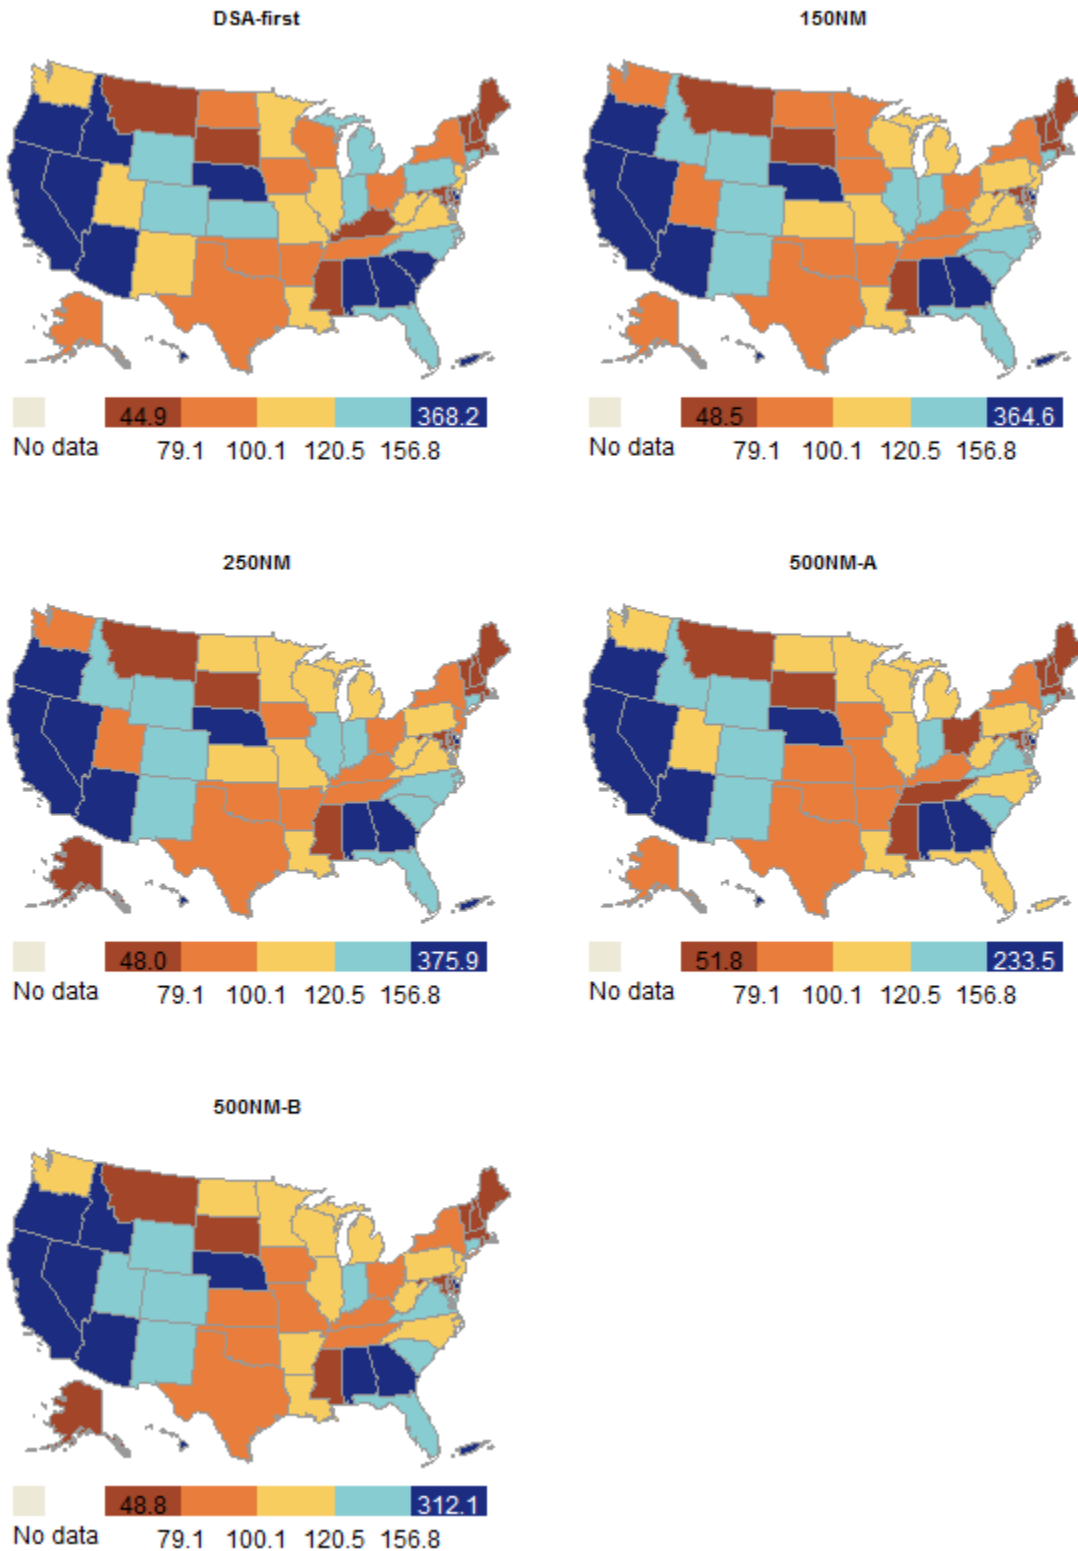 DSA-first
150NM
44.9 368.2
No data 79.1 100.1 120.5 156.8
48.5 364.6
No data 79.1 100.1 120.5 156.8
250NM
500NM-A
48.0 375.9
No data 79.1 100.1 120.5 156.8
51.8 233.5
No data 79.1 100.1 120.5 156.8
500NM-B
48.8 312.1
No data 79.1 100.1 120.5 156.8